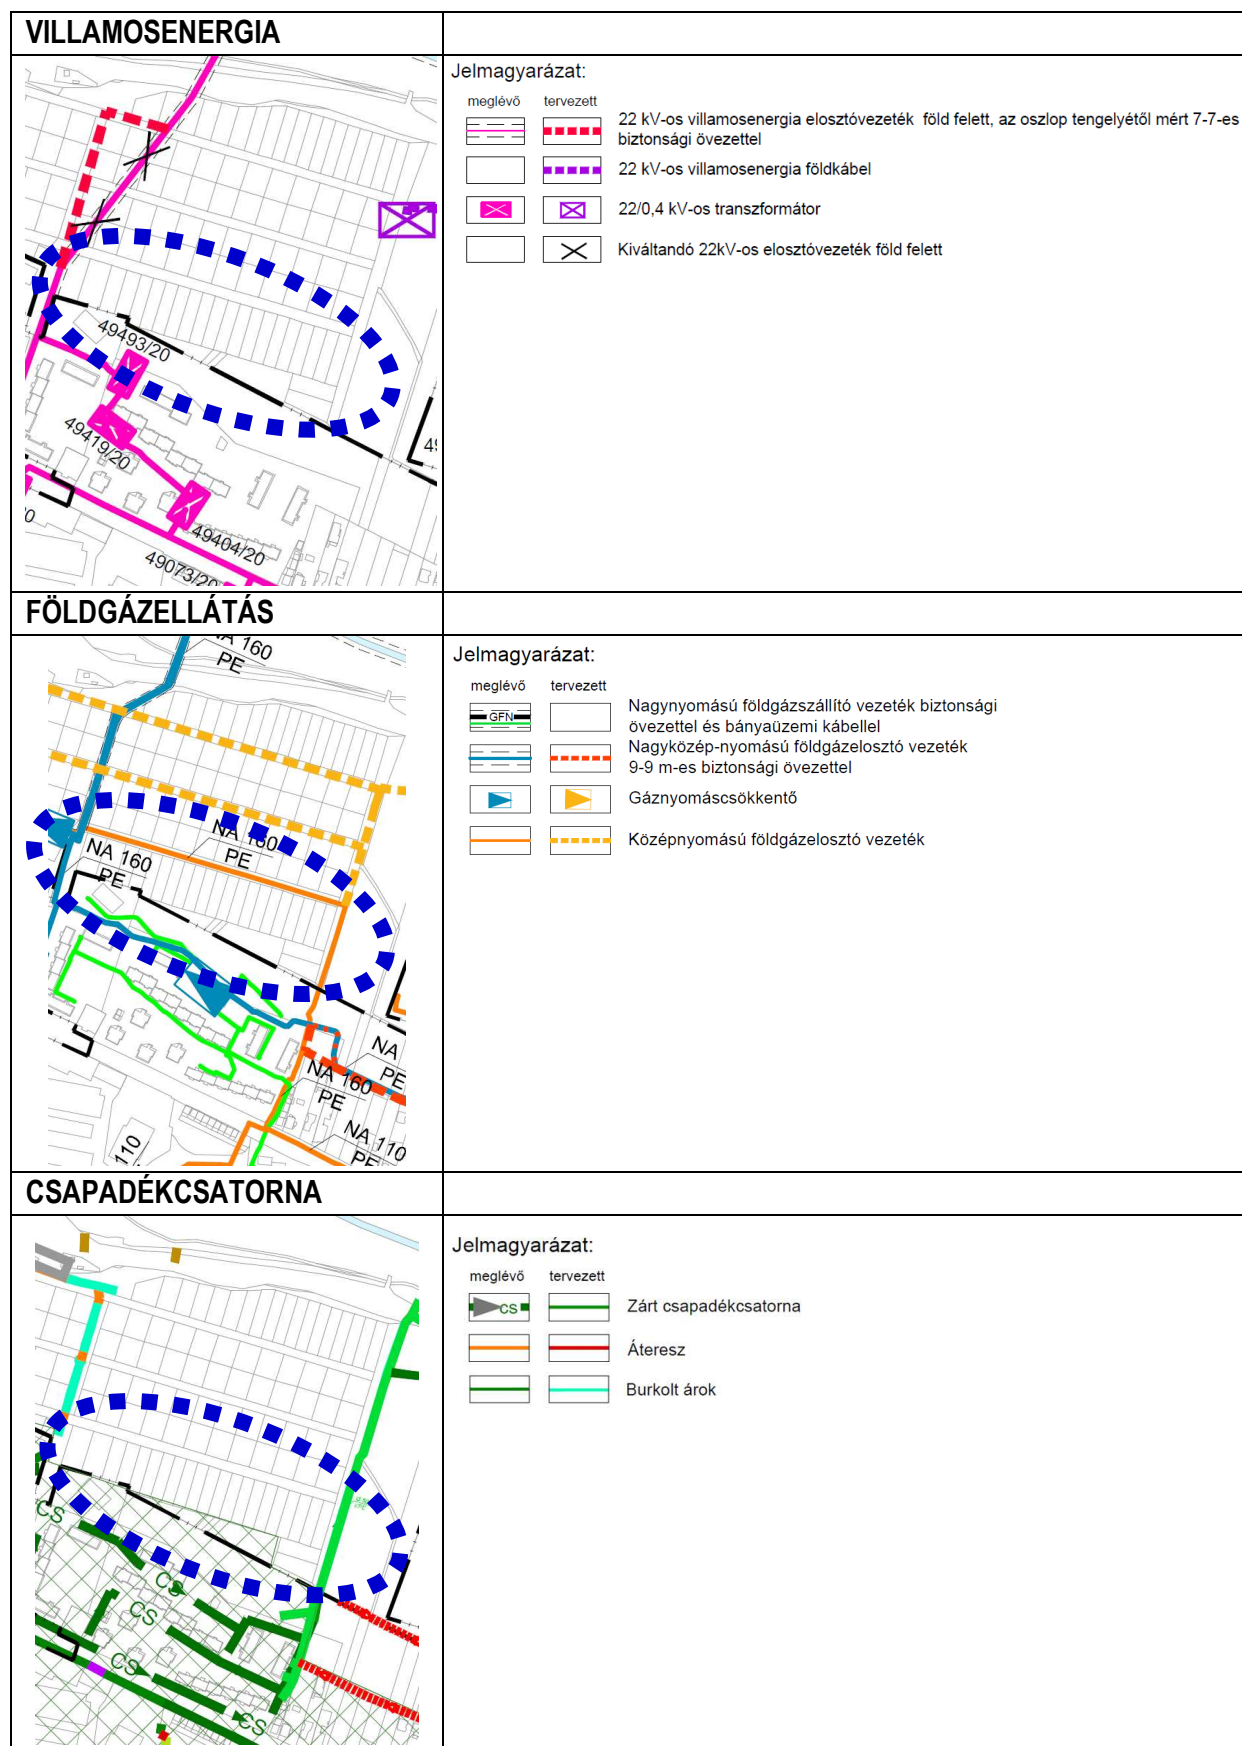 VILLAMOSENERGIA
49493/20
49419/20
49404/20
49073/20
Jelmagyarázat:
meglévő tervezett
22 kV-os villamosenergia elosztóvezeték föld felett, az oszlop tengelyétől mért 7-7-es
biztonsági övezettel
22 kV-os villamosenergia földkábel
22/0,4 kV-os transzformátor
Kiváltandó 22kV-os elosztóvezeték föld felett
FÖLDGÁZELLÁTÁS
NA 160
PE
NA 160
PE
NA 160
PE
NA
PE
NA 160
PE
NA 110
PE
110
Jelmagyarázat:
meglévő tervezett
GFN
Nagynyomású földgázszállító vezeték biztonsági
övezettel és bányaüzemi kábellel
Nagyközép-nyomású földgázelosztó vezeték
9-9 m-es biztonsági övezettel
Gáznyomáscsökkentő
Középnyomású földgázelosztó vezeték
CSAPADÉKCSATORNA
CS
CS
CS
CS
CS
Jelmagyarázat:
meglévő tervezett
CS
Zárt csapadékcsatorna
Áteresz
Burkolt árok